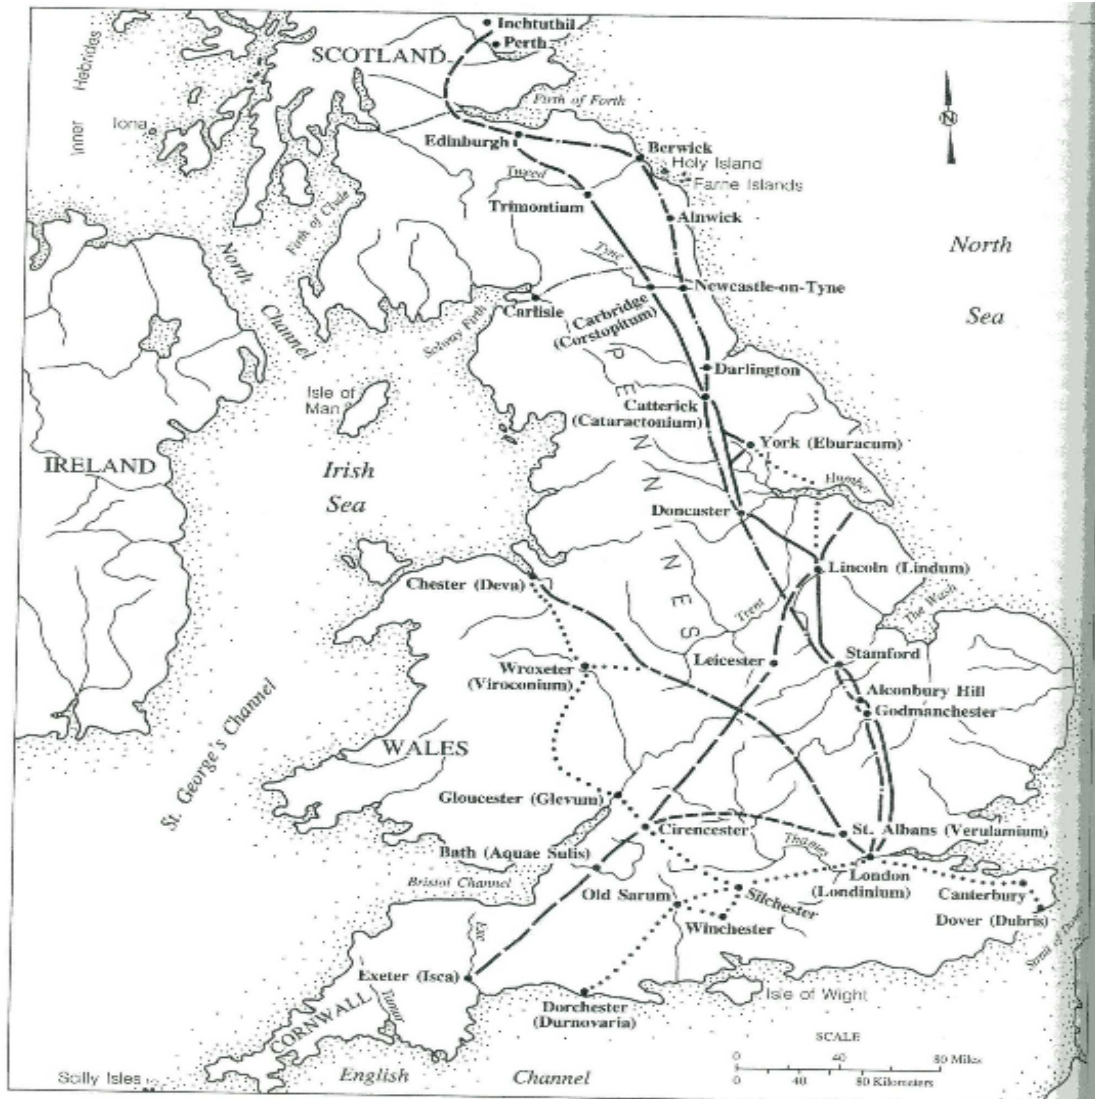 Inchtuthil
Perth
SCOTLAND
Inner Hebrides
Iona
Firth of Forth
N
Edinburgh
Berwick
Holy Island
Farne Islands
Tweed
Trimontium
Alnwick
Firth of Clyde
North Channel
Tyne
North
Sea
Newcastle-on-Tyne
Carlisle
Carbridge
(Corstopitum)
Solway Firth
PENNINES
Darlington
Isle of
Man
Catterick
(Cataractonium)
York (Eburacum)
IRELAND
Irish
Sea
Humber
Doncaster
Lincoln (Lindum)
Chester (Deva)
The Wash
Trent
Leicester
Stamford
Wroxeter
(Viroconium)
Alconbury Hill
Godmanchester
St. George's Channel
WALES
Gloucester (Glevum)
Cirencester
St. Albans (Verulamium)
Thames
Bath (Aquae Sulis)
London
(Londinium)
Bristol Channel
Canterbury
Old Sarum
Silchester
Winchester
Dover (Dubris)
Strait of Dover
Exe
Exeter (Isca)
Tamar
CORNWALL
Isle of Wight
Dorchester
(Durnovaria)
SCALE
0 40 80 Miles
0 40 80 Kilometers
Scilly Isles
English Channel